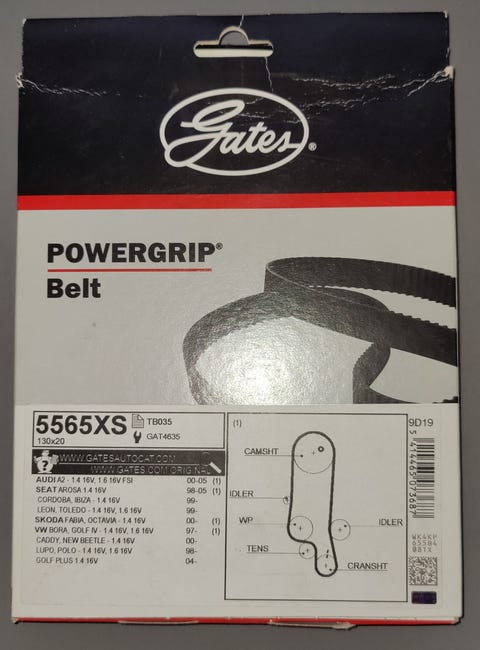 Gates®
POWERGRIP®
Belt
5565XS TB035
130x20 GAT4635
WWW.GATESAUTOCAT.COM
WWW.GATES.COM/ORIGINAL
AUDI A2 - 1.4 16V, 1.6 16V FSI 00-05 (1)
SEAT AROSA 1.4 16V 98-05 (1)
CORDOBA, IBIZA - 1.4 16V 99-
LEON, TOLEDO - 1.4 16V, 1.6 16V 99-
SKODA FABIA, OCTAVIA - 1.4 16V 00- (1)
VW BORA, GOLF IV - 1.4 16V, 1.6 16V 97- (1)
CADDY, NEW BEETLE - 1.4 16V 00-
LUPO, POLO - 1.4 16V, 1.6 16V 98-
GOLF PLUS 1.4 16V 04-
(1)
CAMSHT
IDLER
WP
IDLER
TENS
CRANSHT
9D19
5414465073681